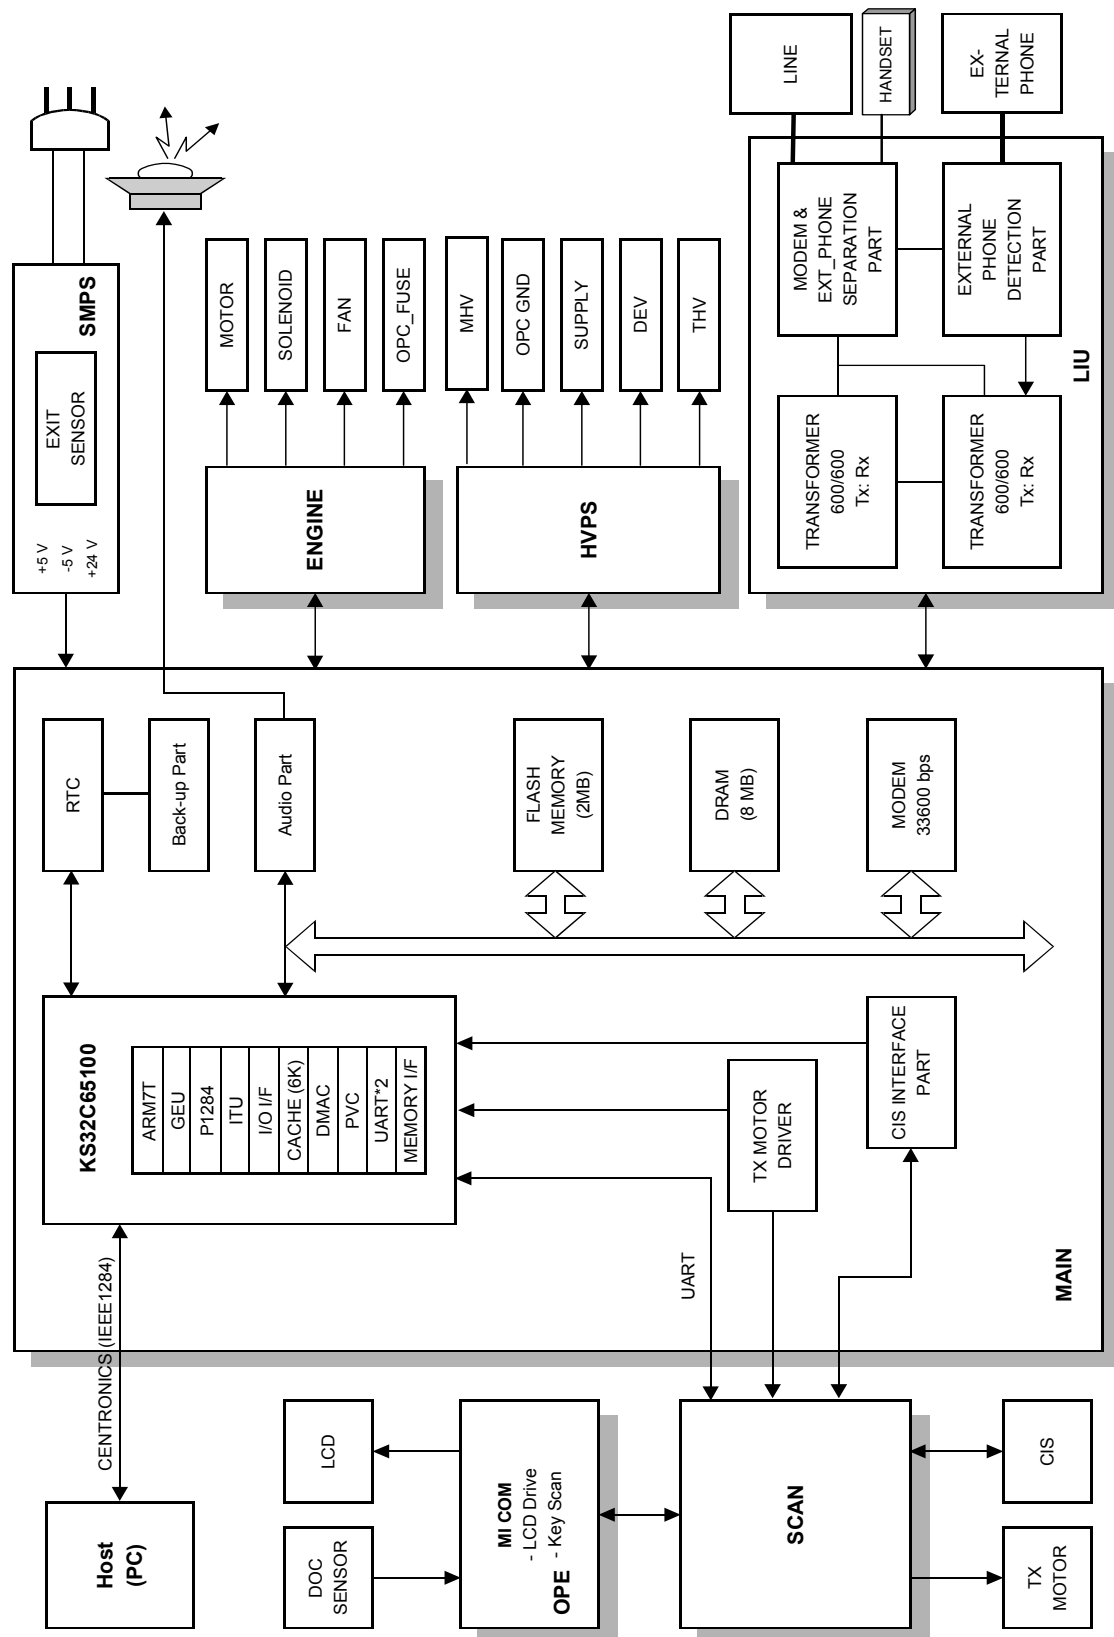 Host
(PC)
CENTRONICS (IEEE1284)
DOC
SENSOR
LCD
MI COM
- LCD Drive
- Key Scan
OPE
SCAN
TX
MOTOR
CIS
KS32C65100
ARM7T
GEU
P1284
ITU
I/O I/F
CACHE (6K)
DMAC
PVC
UART*2
MEMORY I/F
UART
TX MOTOR
DRIVER
CIS INTERFACE
PART
MAIN
RTC
Back-up Part
Audio Part
FLASH
MEMORY
(2MB)
DRAM
(8 MB)
MODEM
33600 bps
+5 V
-5 V
+24 V
EXIT
SENSOR
SMPS
ENGINE
MOTOR
SOLENOID
FAN
OPC_FUSE
HVPS
MHV
OPC GND
SUPPLY
DEV
THV
TRANSFORMER
600/600
Tx: Rx
TRANSFORMER
600/600
Tx: Rx
LIU
MODEM &
EXT_PHONE
SEPARATION
PART
EXTERNAL
PHONE
DETECTION
PART
LINE
HANDSET
EX-
TERNAL
PHONE